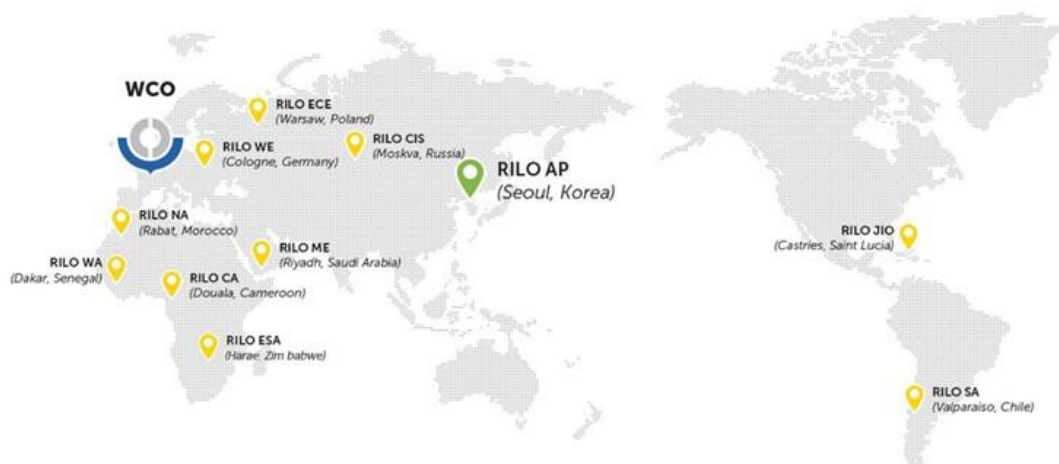 WCO
RILO ECE
(Warsaw, Poland)
RILO WE
(Cologne, Germany)
RILO CIS
(Moskva, Russia)
RILO AP
(Seoul, Korea)
RILO NA
(Rabat, Morocco)
RILO WA
(Dakar, Senegal)
RILO CA
(Douala, Cameroon)
RILO ME
(Riyadh, Saudi Arabia)
RILO ESA
(Harae, Zim babwe)
RILO JIO
(Castries, Saint Lucia)
RILO SA
(Valparaiso, Chile)